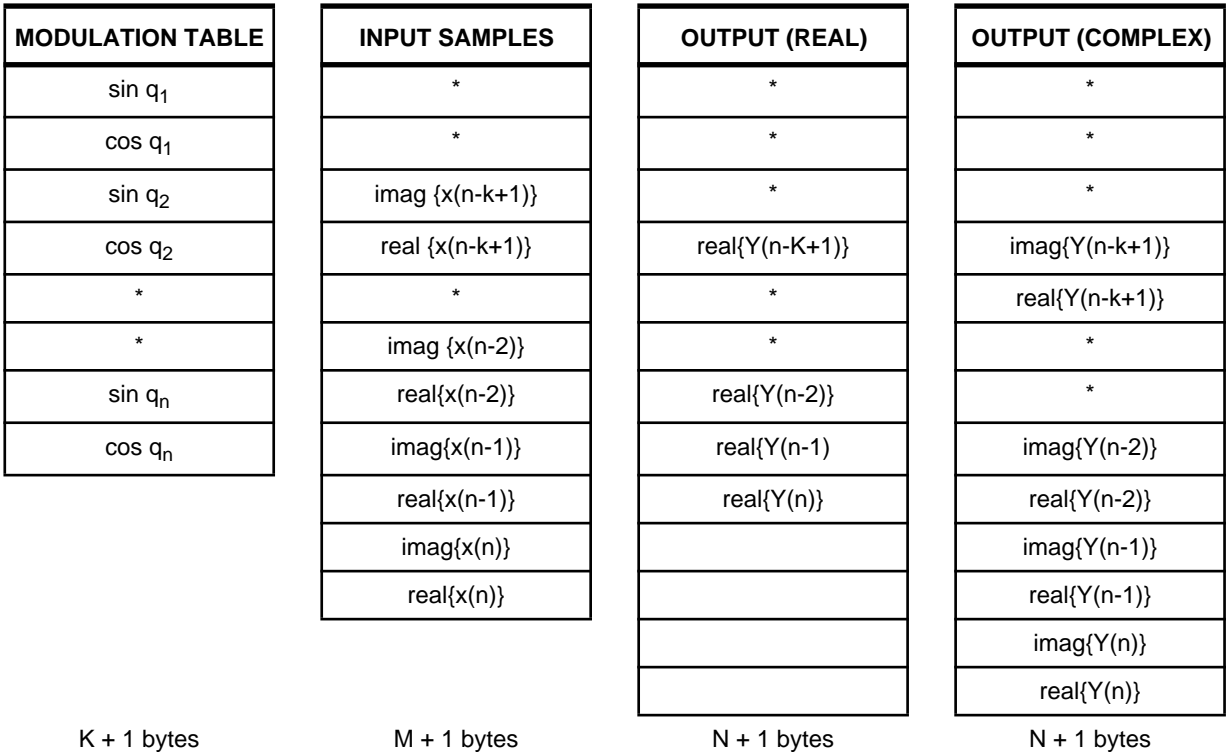 MODULATION TABLE INPUT SAMPLES OUTPUT (REAL) OUTPUT (COMPLEX)
sin q1 * * *
cos q1 * * *
sin q2 imag {x(n-k+1)} * *
cos q2 real {x(n-k+1)} real{Y(n-K+1)} imag{Y(n-k+1)}
* * * real{Y(n-k+1)}
* imag {x(n-2)} * *
sin qn real{x(n-2)} real{Y(n-2)} *
cos qn imag{x(n-1)} real{Y(n-1) imag{Y(n-2)}
real{x(n-1)} real{Y(n)} real{Y(n-2)}
imag{x(n)} imag{Y(n-1)}
real{x(n)} real{Y(n-1)}
imag{Y(n)}
real{Y(n)}
K + 1 bytes M + 1 bytes N + 1 bytes N + 1 bytes